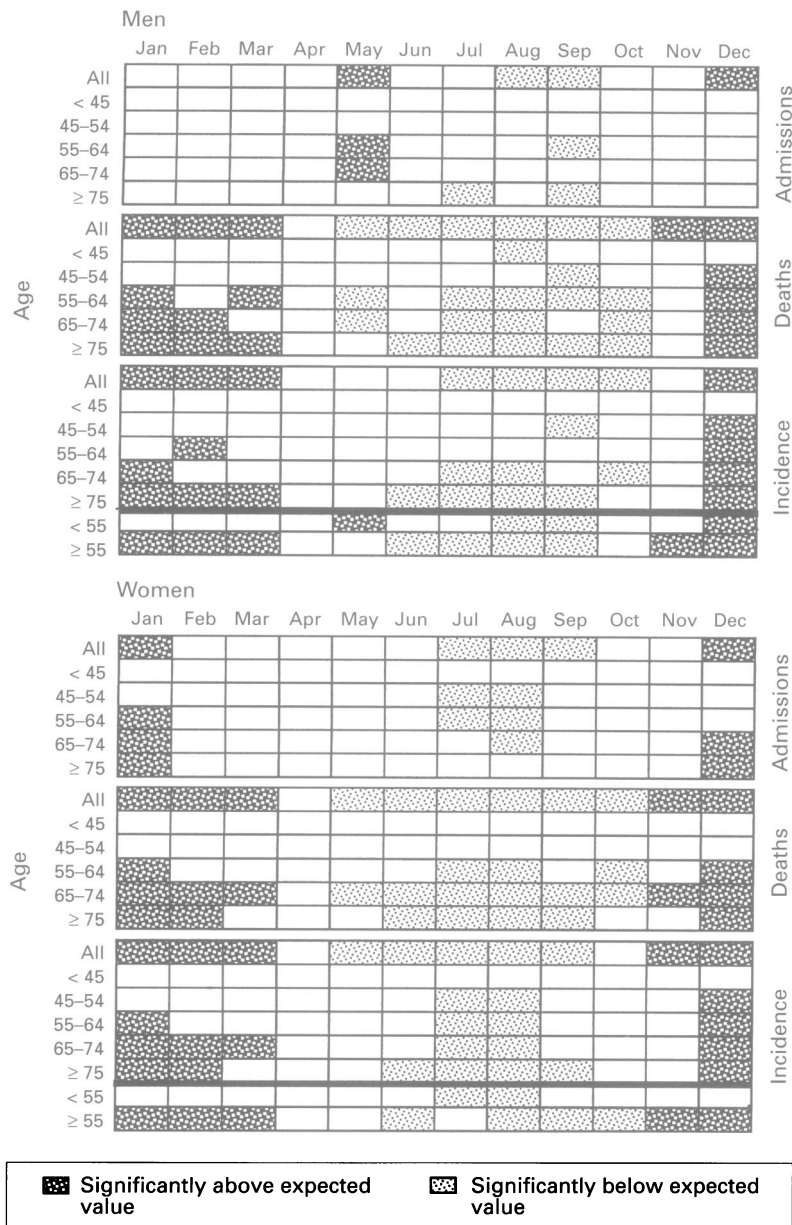 Men
Jan Feb Mar Apr May Jun Jul Aug Sep Oct Nov Dec
All
< 45
45–54
55–64
65–74
≥ 75
Admissions
All
< 45
45–54
55–64
65–74
≥ 75
Deaths
Age
All
< 45
45–54
55–64
65–74
≥ 75
< 55
≥ 55
Incidence
Women
Jan Feb Mar Apr May Jun Jul Aug Sep Oct Nov Dec
All
< 45
45–54
55–64
65–74
≥ 75
Admissions
All
< 45
45–54
55–64
65–74
≥ 75
Deaths
Age
All
< 45
45–54
55–64
65–74
≥ 75
< 55
≥ 55
Incidence
Significantly above expected
value
Significantly below expected
value